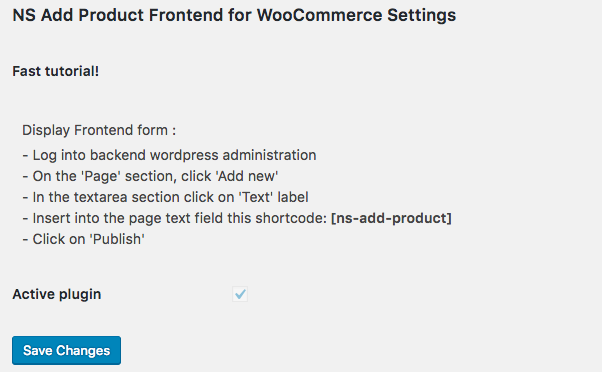 NS Add Product Frontend for WooCommerce Settings
Fast tutorial!
Display Frontend form :
- Log into backend wordpress administration
- On the 'Page' section, click 'Add new'
- In the textarea section click on 'Text' label
- Insert into the page text field this shortcode: [ns-add-product]
- Click on 'Publish'
Active plugin
Save Changes